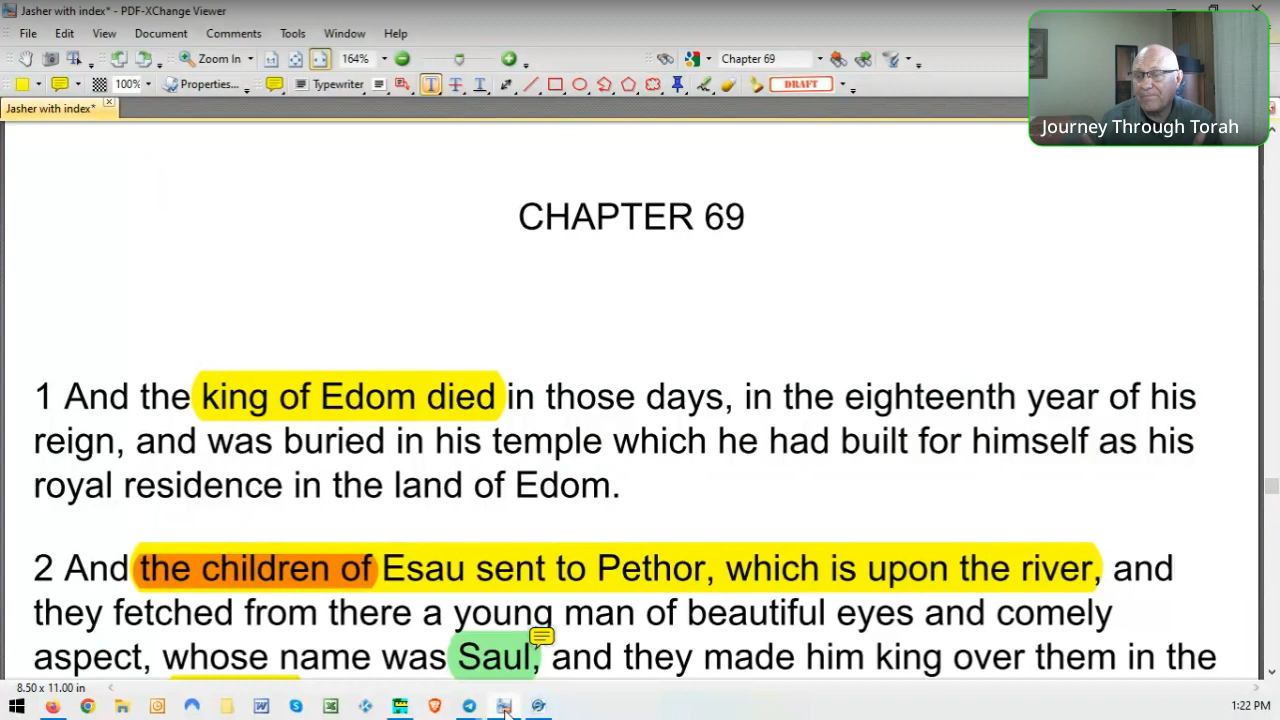 Jasher with index* - PDF-XChange Viewer
File Edit View Document Comments Tools Window Help
Zoom In 164% Chapter 69
100% Properties... Typewriter DRAFT
Jasher with index*
Journey Through Torah
CHAPTER 69
1 And the king of Edom died in those days, in the eighteenth year of his
reign, and was buried in his temple which he had built for himself as his
royal residence in the land of Edom.
2 And the children of Esau sent to Pethor, which is upon the river, and
they fetched from there a young man of beautiful eyes and comely
aspect, whose name was Saul, and they made him king over them in the
8.50 x 11.00 in
1:22 PM